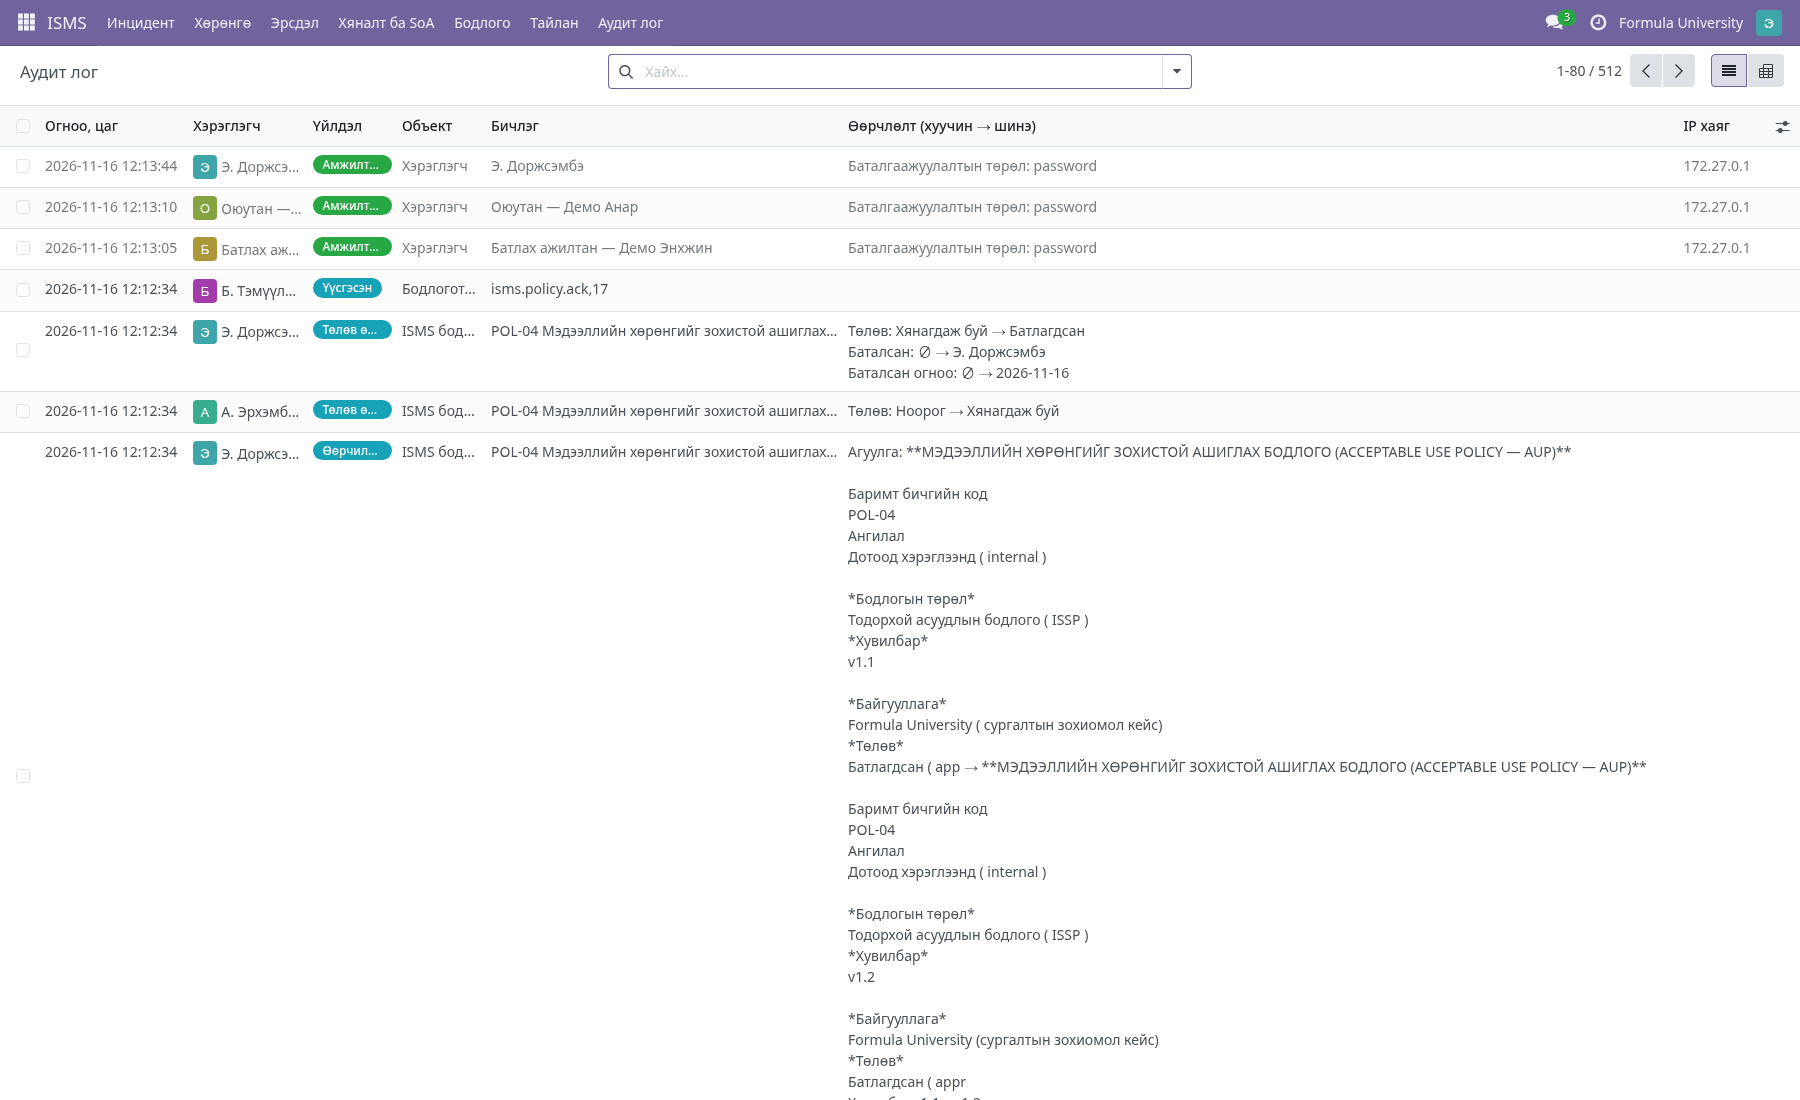 ISMS Инцидент Хөрөнгө Эрсдэл Хяналт ба SoA Бодлого Тайлан Аудит лог 3 Formula University Э
Аудит лог Хайх... 1-80 / 512
Огноо, цаг Хэрэглэгч Үйлдэл Объект Бичлэг Өөрчлөлт (хуучин → шинэ) IP хаяг
2026-11-16 12:13:44 Э Э. Доржсэ... Амжилт... Хэрэглэгч Э. Доржсэмбэ Баталгаажуулалтын төрөл: password 172.27.0.1
2026-11-16 12:13:10 О Оюутан —... Амжилт... Хэрэглэгч Оюутан — Демо Анар Баталгаажуулалтын төрөл: password 172.27.0.1
2026-11-16 12:13:05 Б Батлах аж... Амжилт... Хэрэглэгч Батлах ажилтан — Демо Энхжин Баталгаажуулалтын төрөл: password 172.27.0.1
2026-11-16 12:12:34 Б Б. Тэмүүл... Үүсгэсэн Бодлогот... isms.policy.ack,17
2026-11-16 12:12:34 Э Э. Доржсэ... Төлөв ө... ISMS бод... POL-04 Мэдээллийн хөрөнгийг зохистой ашиглах... Төлөв: Хянагдаж буй → Батлагдсан
Баталсан: ∅ → Э. Доржсэмбэ
Баталсан огноо: ∅ → 2026-11-16
2026-11-16 12:12:34 А А. Эрхэмб... Төлөв ө... ISMS бод... POL-04 Мэдээллийн хөрөнгийг зохистой ашиглах... Төлөв: Ноорог → Хянагдаж буй
2026-11-16 12:12:34 Э Э. Доржсэ... Өөрчил... ISMS бод... POL-04 Мэдээллийн хөрөнгийг зохистой ашиглах... Агуулга: **МЭДЭЭЛЛИЙН ХӨРӨНГИЙГ ЗОХИСТОЙ АШИГЛАХ БОДЛОГО (ACCEPTABLE USE POLICY — AUP)**
Баримт бичгийн код
POL-04
Ангилал
Дотоод хэрэглээнд ( internal )
*Бодлогын төрөл*
Тодорхой асуудлын бодлого ( ISSP )
*Хувилбар*
v1.1
*Байгууллага*
Formula University ( сургалтын зохиомол кейс)
*Төлөв*
Батлагдсан ( app → **МЭДЭЭЛЛИЙН ХӨРӨНГИЙГ ЗОХИСТОЙ АШИГЛАХ БОДЛОГО (ACCEPTABLE USE POLICY — AUP)**
Баримт бичгийн код
POL-04
Ангилал
Дотоод хэрэглээнд ( internal )
*Бодлогын төрөл*
Тодорхой асуудлын бодлого ( ISSP )
*Хувилбар*
v1.2
*Байгууллага*
Formula University (сургалтын зохиомол кейс)
*Төлөв*
Батлагдсан ( appr